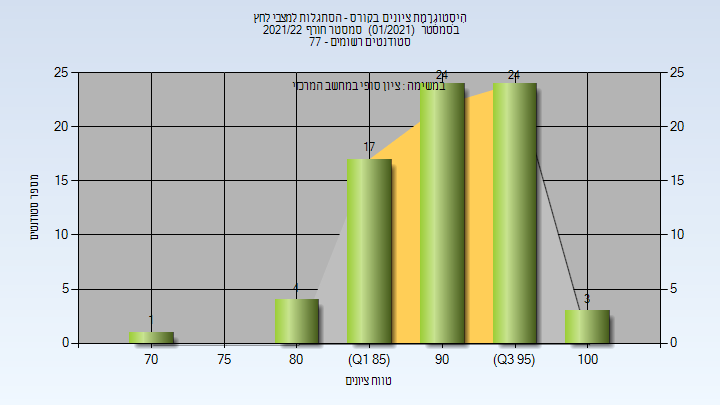 הִיסְטוֹגְרָמַת ציונים בקורס - הסתגלות למצבי לחץ
בסמסטר (01/2021) סמסטר חורף 2021/22
סטודנטים רשומים - 77
במשימה : ציון סופי במחשב המרכזי
מספר סטודנטים
25 25
20 20
15 15
10 10
5 5
0 0
1 4 17 24 24 3
70 75 80 (Q1 85) 90 (Q3 95) 100
טווח ציונים